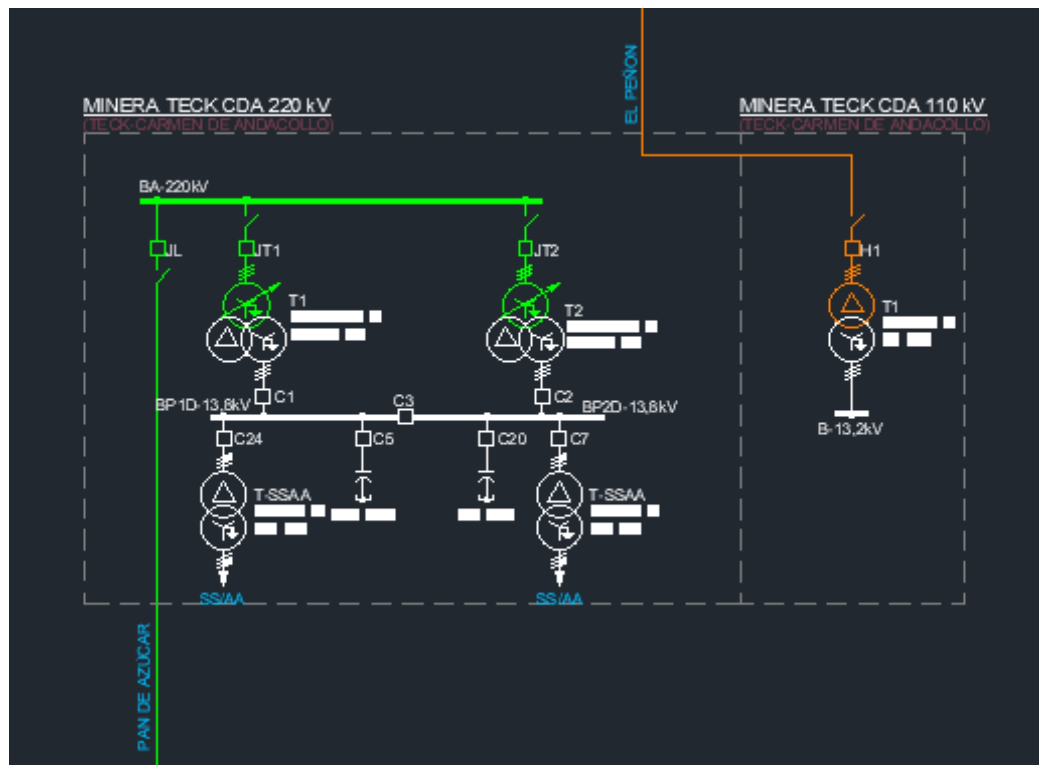 EL PEÑON
MINERA TECK CDA 220 kV
(TECK-CARMEN DE ANDACOLLO)
MINERA TECK CDA 110 kV
(TECK-CARMEN DE ANDACOLLO)
BA-220kV
JL
JT1
JT2
H1
T1
T2
T1
C1
C2
BP1D-13,8kV
C3
BP2D-13,8kV
B-13,2kV
C24
C5
C20
C7
T-SSAA
T-SSAA
SS/AA
SS/AA
PAN DE AZÚCAR